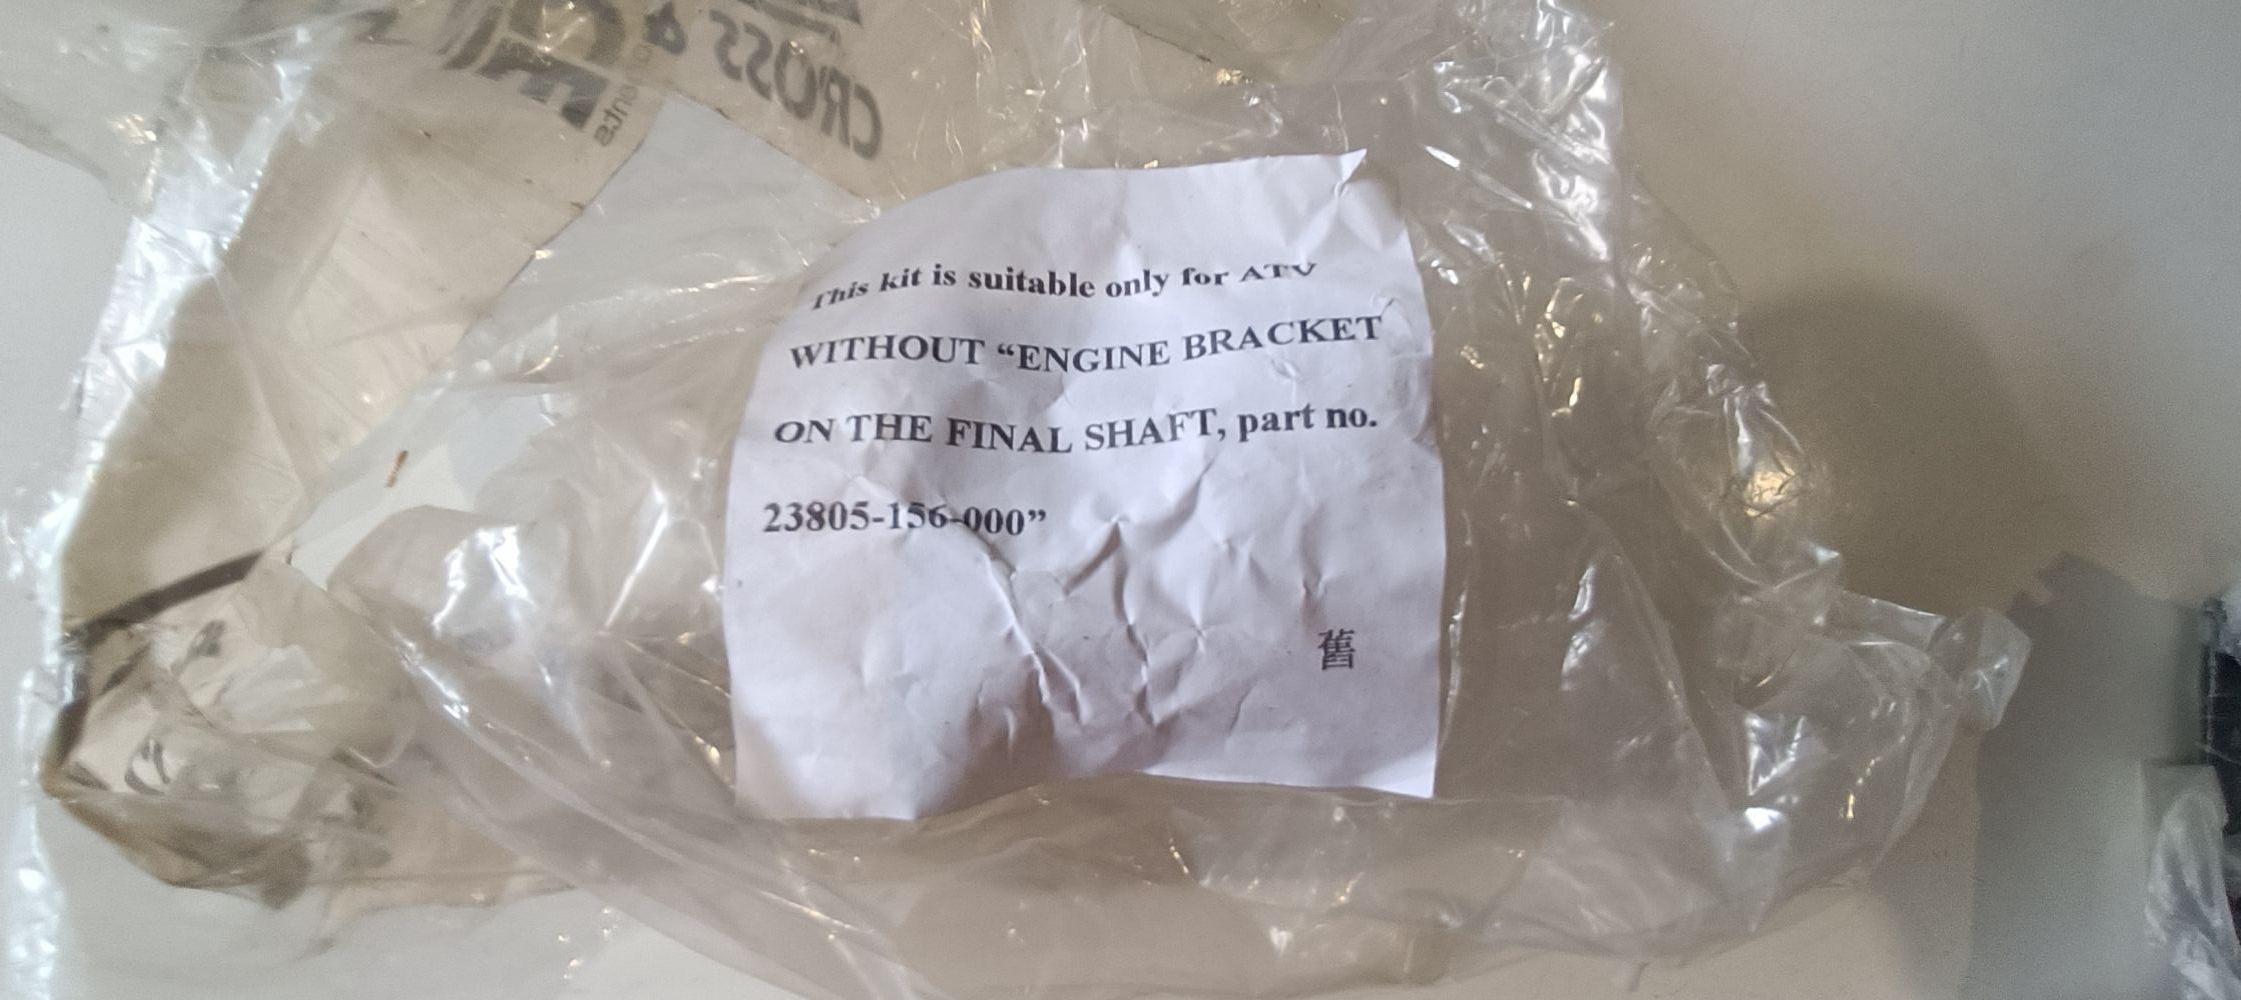 CROSS &
This kit is suitable only for ATV
WITHOUT “ENGINE BRACKET
ON THE FINAL SHAFT, part no.
23805-156-000”
舊